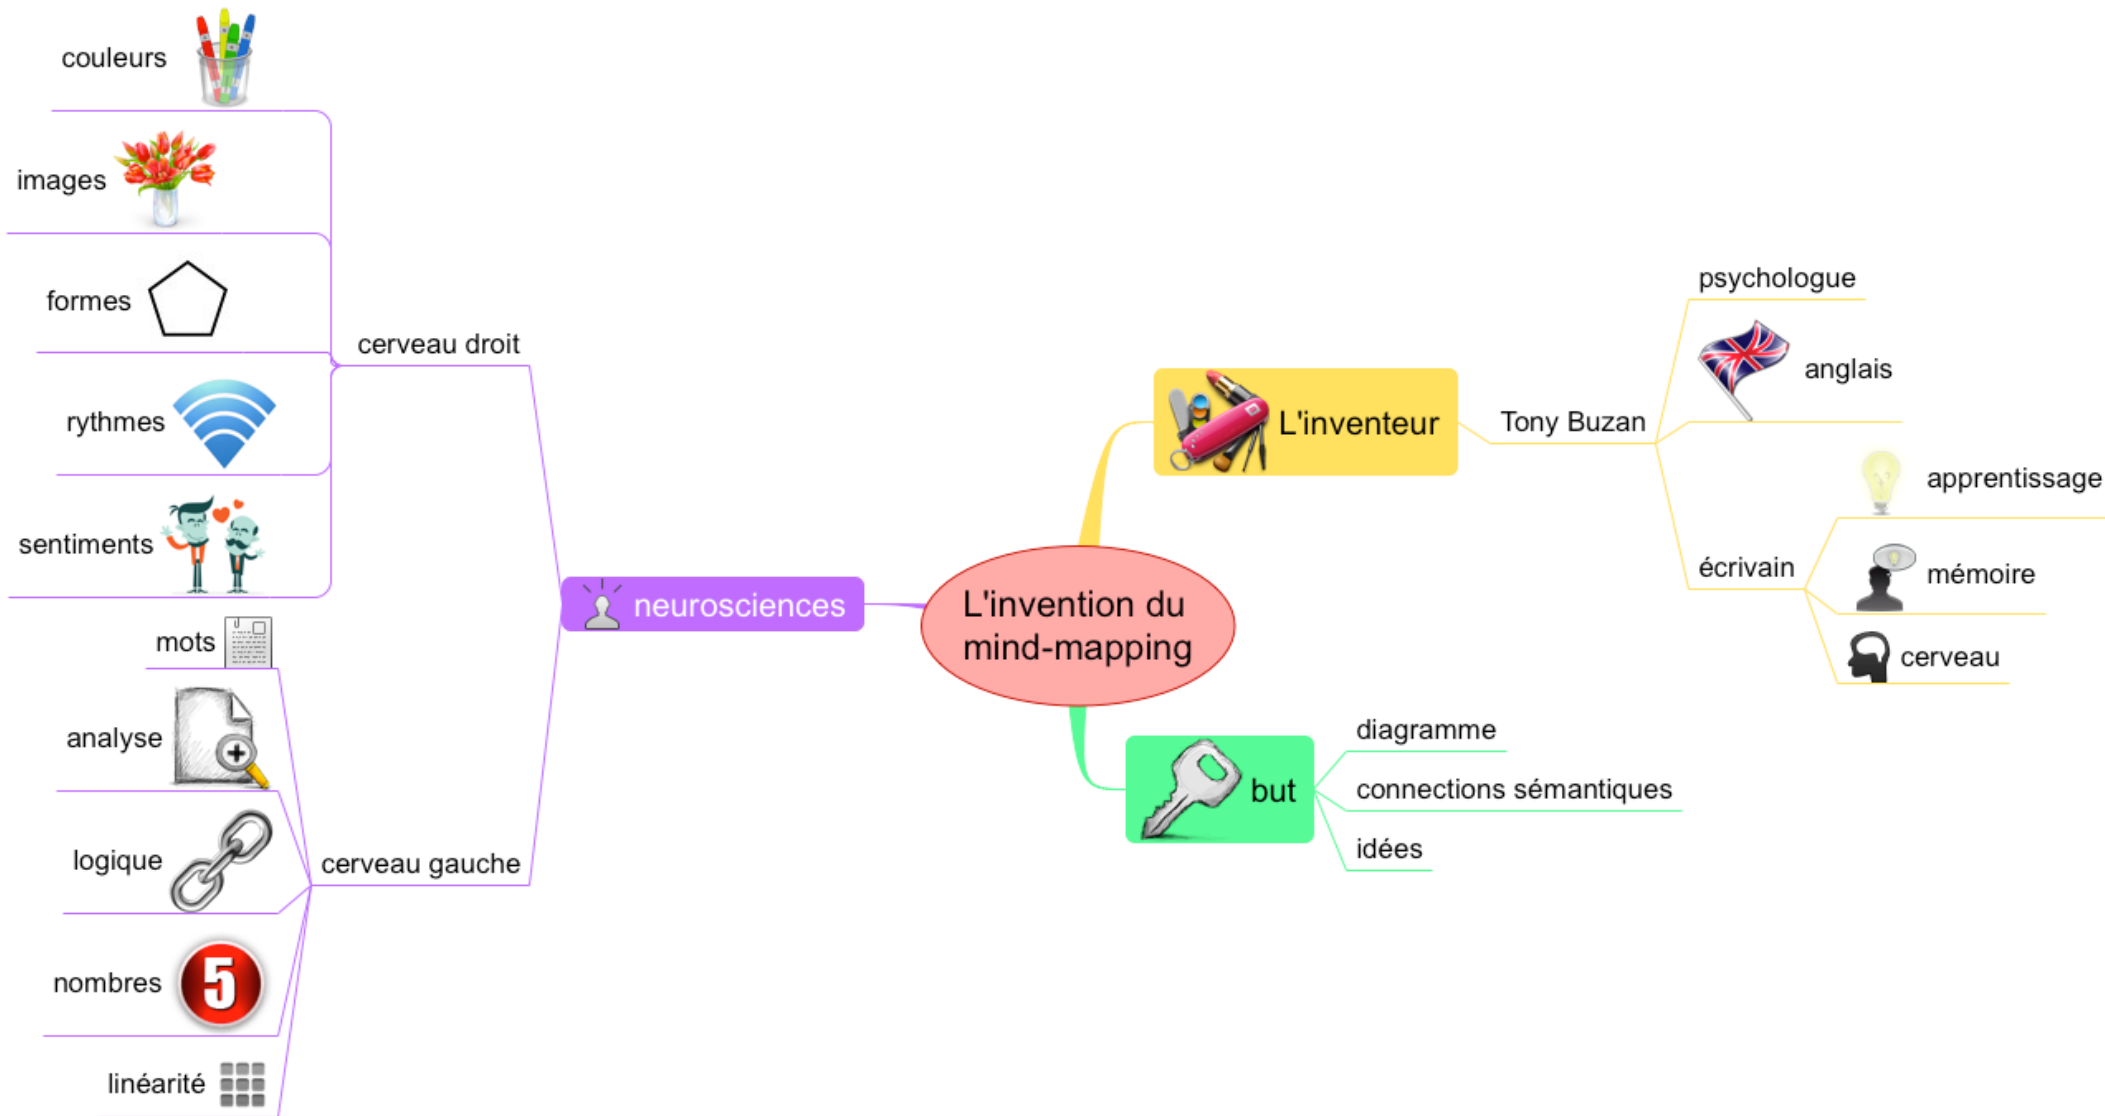 L'invention du
mind-mapping
L'inventeur
Tony Buzan
psychologue
anglais
écrivain
apprentissage
mémoire
cerveau
but
diagramme
connections sémantiques
idées
neurosciences
cerveau droit
couleurs
images
formes
rythmes
sentiments
cerveau gauche
mots
analyse
logique
nombres
5
linéarité